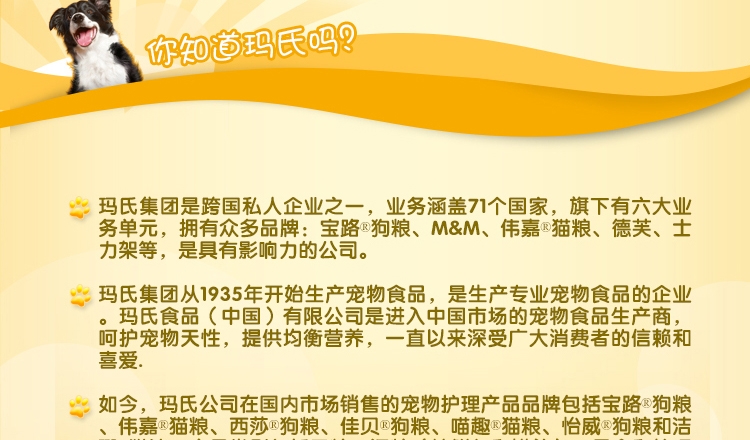 你知道玛氏吗?
玛氏集团是跨国私人企业之一，业务涵盖71个国家，旗下有六大业
务单元，拥有众多品牌：宝路®狗粮、M&M、伟嘉®猫粮、德芙、士
力架等，是具有影响力的公司。
玛氏集团从1935年开始生产宠物食品，是生产专业宠物食品的企业
。玛氏食品（中国）有限公司是进入中国市场的宠物食品生产商，
呵护宠物天性，提供均衡营养，一直以来深受广大消费者的信赖和
喜爱.
如今，玛氏公司在国内市场销售的宠物护理产品品牌包括宝路®狗粮
、伟嘉®猫粮、西莎®狗粮、佳贝®狗粮、喵趣®猫粮、怡威®狗粮和洁